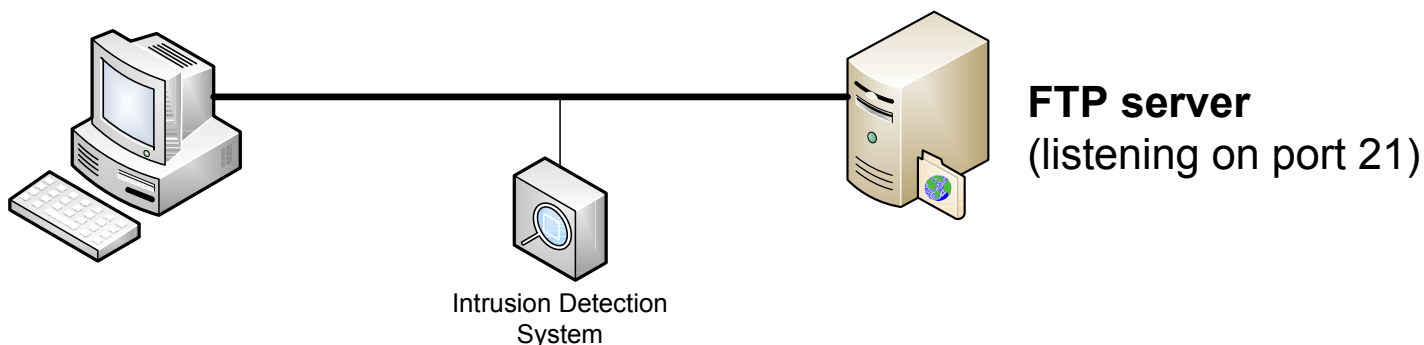 FTP server
(listening on port 21)
Intrusion Detection
System